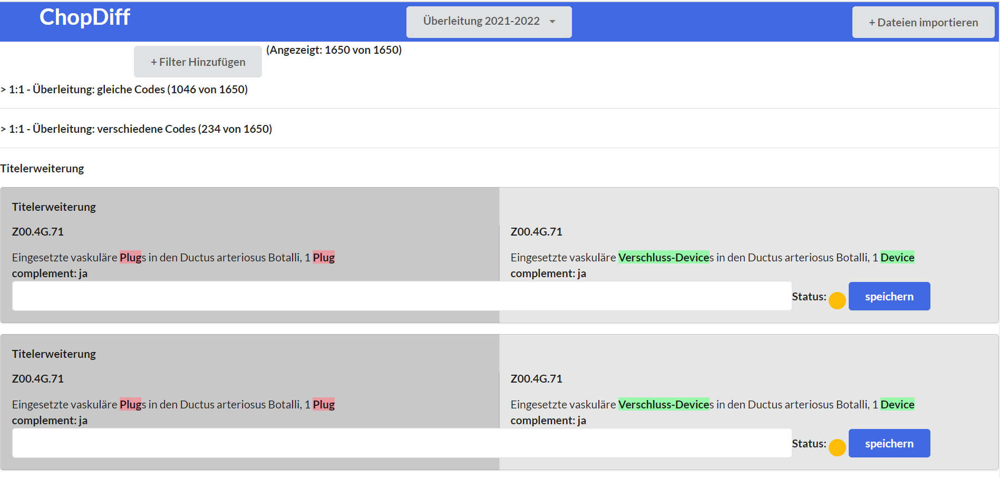 ChopDiff
Überleitung 2021-2022
+ Dateien importieren
+ Filter Hinzufügen
(Angezeigt: 1650 von 1650)
> 1:1 - Überleitung: gleiche Codes (1046 von 1650)
> 1:1 - Überleitung: verschiedene Codes (234 von 1650)
Titelerweiterung
Titelerweiterung
Z00.4G.71
Eingesetzte vaskuläre Plugs in den Ductus arteriosus Botalli, 1 Plug
complement: ja
Z00.4G.71
Eingesetzte vaskuläre Verschluss-Devices in den Ductus arteriosus Botalli, 1 Device
complement: ja
Status:
speichern
Titelerweiterung
Z00.4G.71
Eingesetzte vaskuläre Plugs in den Ductus arteriosus Botalli, 1 Plug
complement: ja
Z00.4G.71
Eingesetzte vaskuläre Verschluss-Devices in den Ductus arteriosus Botalli, 1 Device
complement: ja
Status:
speichern